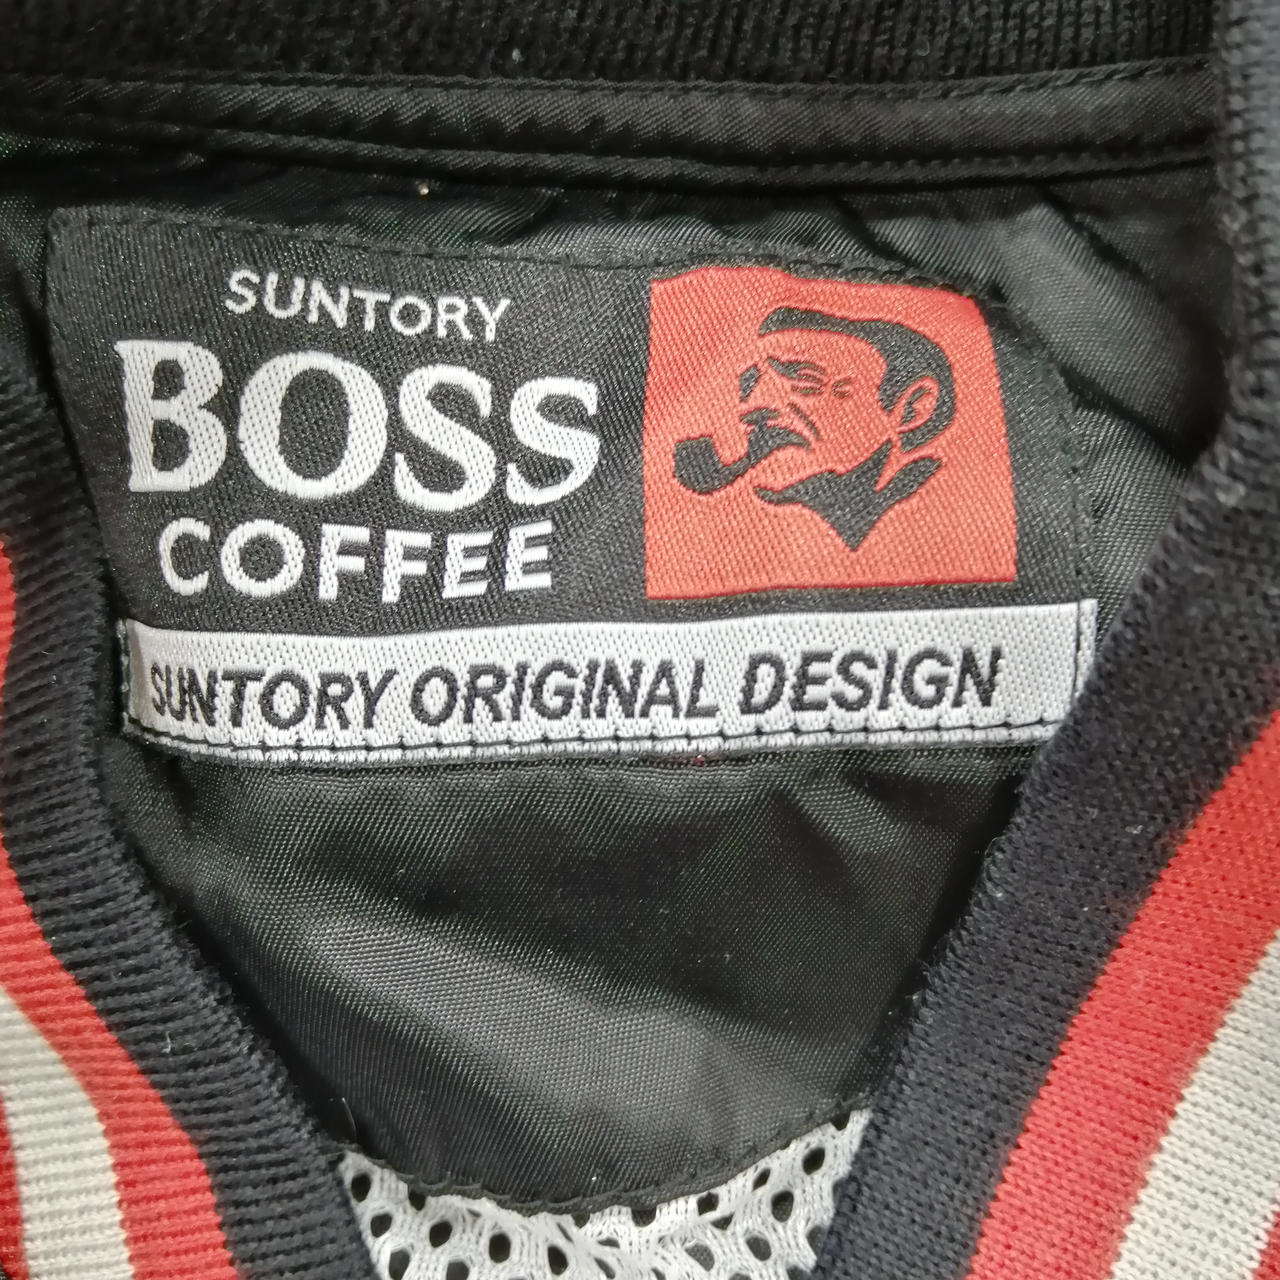 SUNTORY
BOSS
COFFEE
SUNTORY ORIGINAL DESIGN